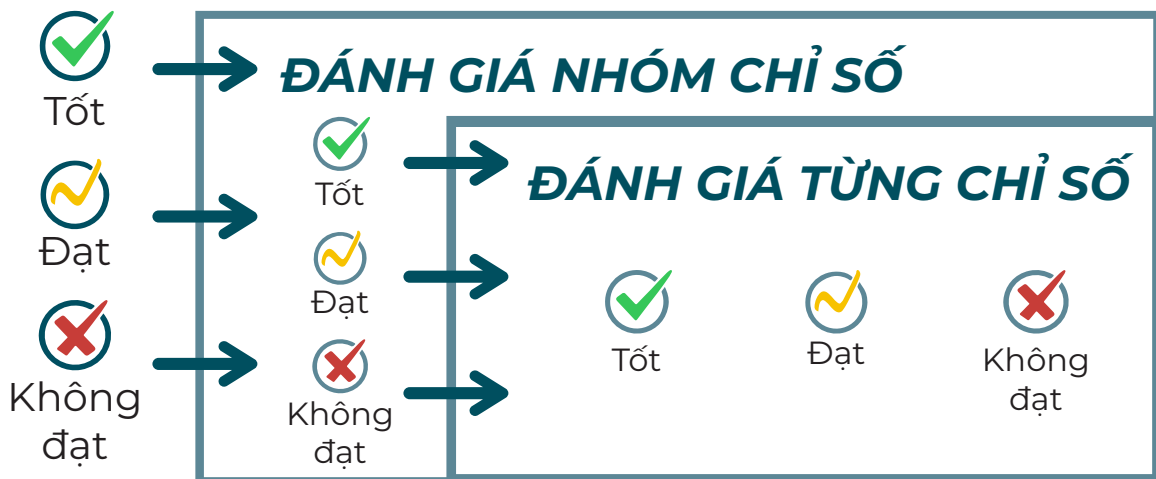 Tốt
Đạt
Không
đạt
ĐÁNH GIÁ NHÓM CHỈ SỐ
Tốt
Đạt
Không
đạt
ĐÁNH GIÁ TỪNG CHỈ SỐ
Tốt
Đạt
Không
đạt